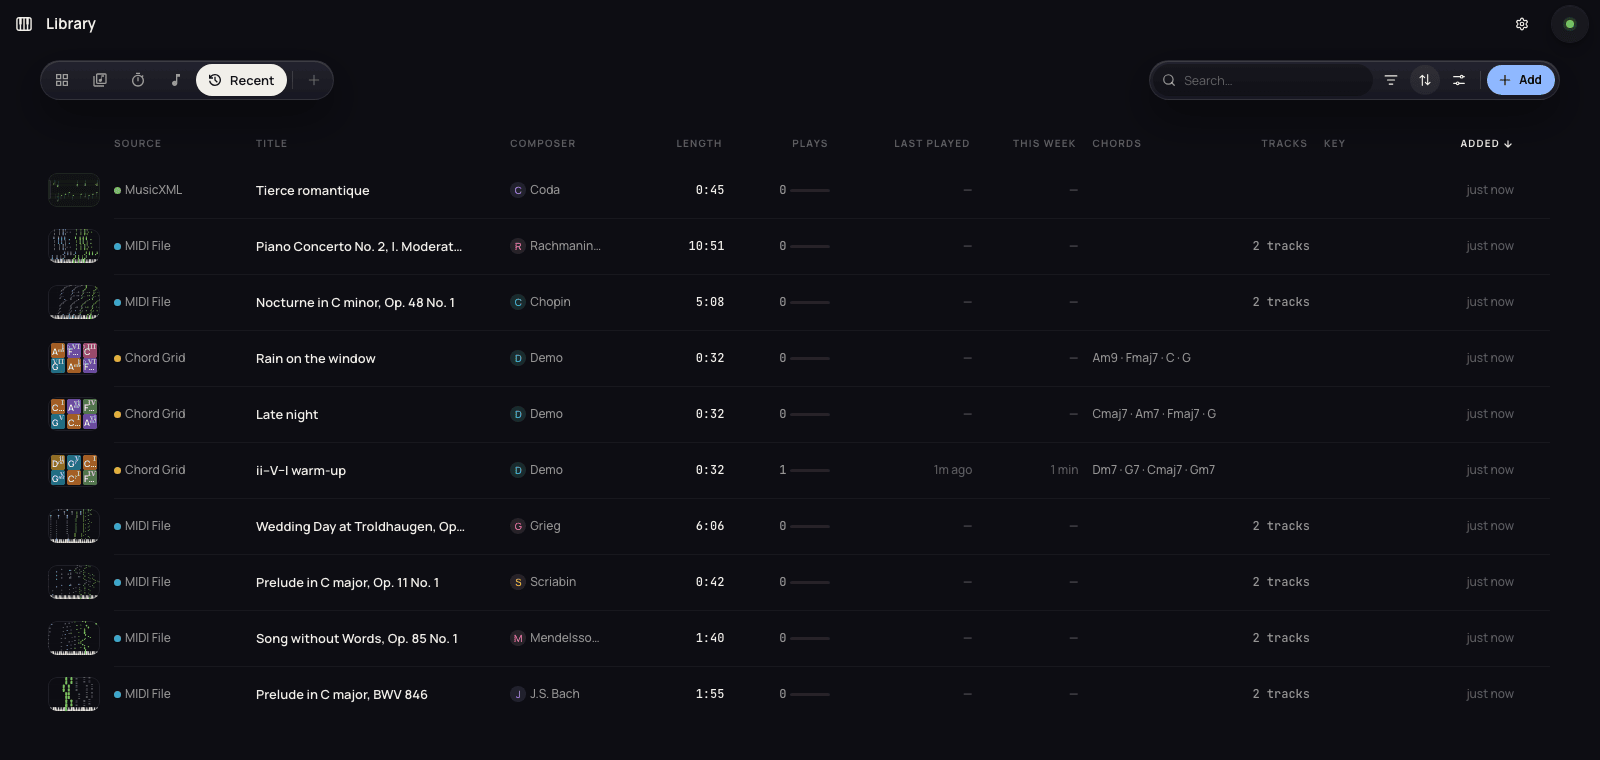 Library
Recent
Search...
Add
SOURCE TITLE COMPOSER LENGTH PLAYS LAST PLAYED THIS WEEK CHORDS TRACKS KEY ADDED
MusicXML Tierce romantique C Coda 0:45 0 — — just now
MIDI File Piano Concerto No. 2, I. Moderat... R Rachmanin... 10:51 0 — — 2 tracks just now
MIDI File Nocturne in C minor, Op. 48 No. 1 C Chopin 5:08 0 — — 2 tracks just now
Chord Grid Rain on the window D Demo 0:32 0 — — Am9 · Fmaj7 · C · G just now
Chord Grid Late night D Demo 0:32 0 — — Cmaj7 · Am7 · Fmaj7 · G just now
Chord Grid ii–V–I warm-up D Demo 0:32 1 1m ago 1 min Dm7 · G7 · Cmaj7 · Gm7 just now
MIDI File Wedding Day at Troldhaugen, Op... G Grieg 6:06 0 — — 2 tracks just now
MIDI File Prelude in C major, Op. 11 No. 1 S Scriabin 0:42 0 — — 2 tracks just now
MIDI File Song without Words, Op. 85 No. 1 M Mendelsso... 1:40 0 — — 2 tracks just now
MIDI File Prelude in C major, BWV 846 J J.S. Bach 1:55 0 — — 2 tracks just now